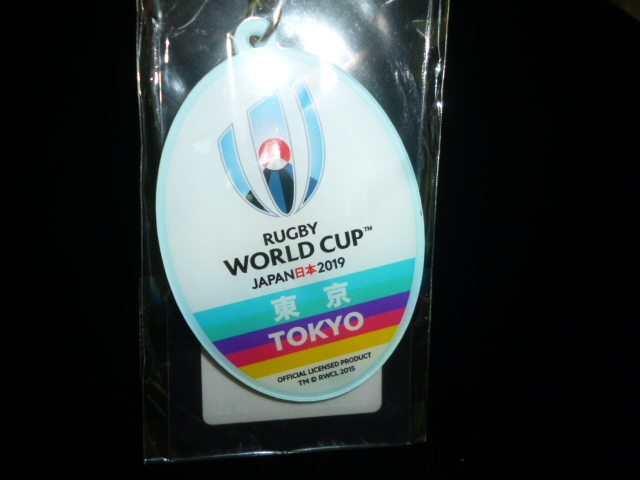 RUGBY
WORLD CUP™
JAPAN日本2019
東 京
TOKYO
OFFICIAL LICENSED PRODUCT
TM © RWCL 2015